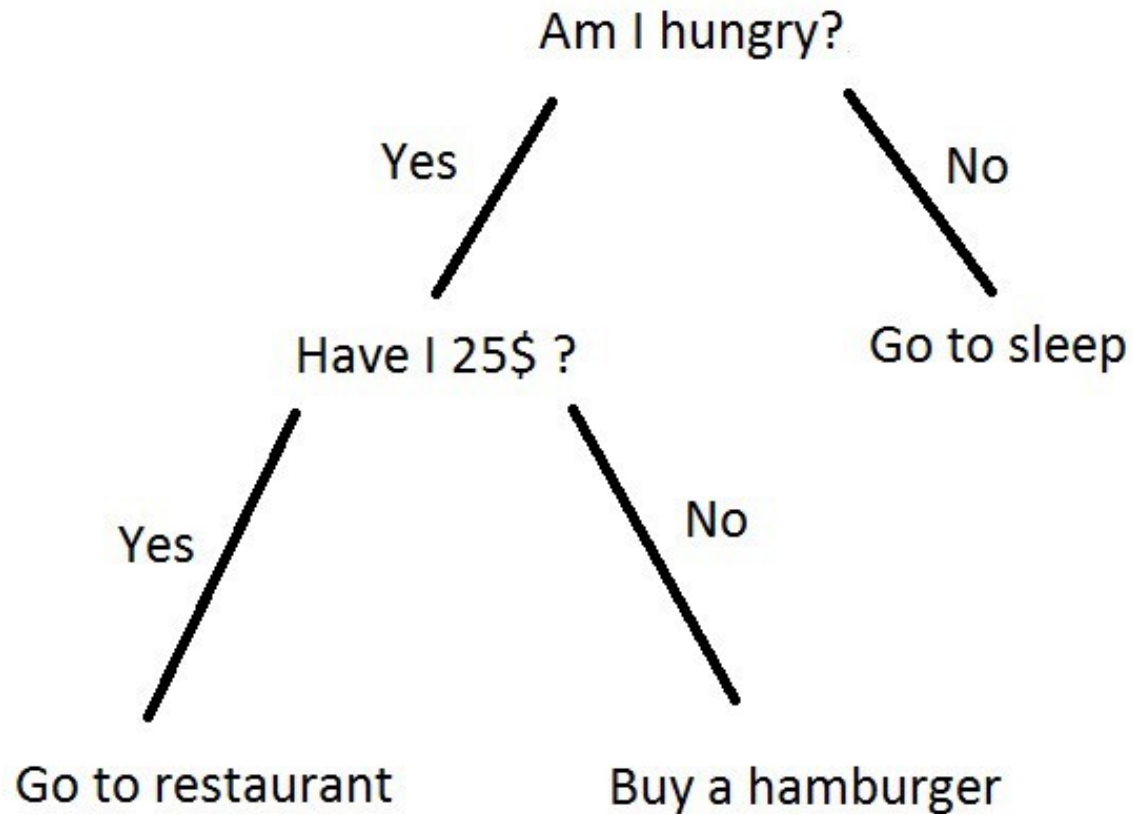 Am I hungry?
Yes
No
Have I 25$ ?
Go to sleep
Yes
No
Go to restaurant
Buy a hamburger